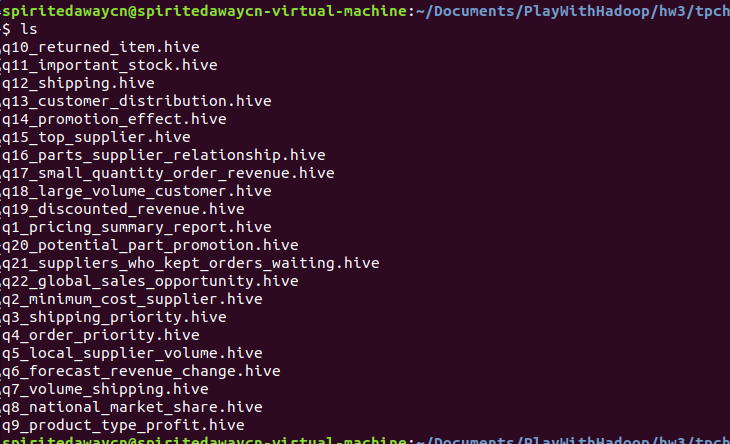 spiritedawaycn@spiritedawaycn-virtual-machine:~/Documents/PlayWithHadoop/hw3/tpch
$ ls
q10_returned_item.hive
q11_important_stock.hive
q12_shipping.hive
q13_customer_distribution.hive
q14_promotion_effect.hive
q15_top_supplier.hive
q16_parts_supplier_relationship.hive
q17_small_quantity_order_revenue.hive
q18_large_volume_customer.hive
q19_discounted_revenue.hive
q1_pricing_summary_report.hive
q20_potential_part_promotion.hive
q21_suppliers_who_kept_orders_waiting.hive
q22_global_sales_opportunity.hive
q2_minimum_cost_supplier.hive
q3_shipping_priority.hive
q4_order_priority.hive
q5_local_supplier_volume.hive
q6_forecast_revenue_change.hive
q7_volume_shipping.hive
q8_national_market_share.hive
q9_product_type_profit.hive
spiritedawaycn@spiritedawaycn-virtual-machine:~/Documents/PlayWithHadoop/hw3/tpch